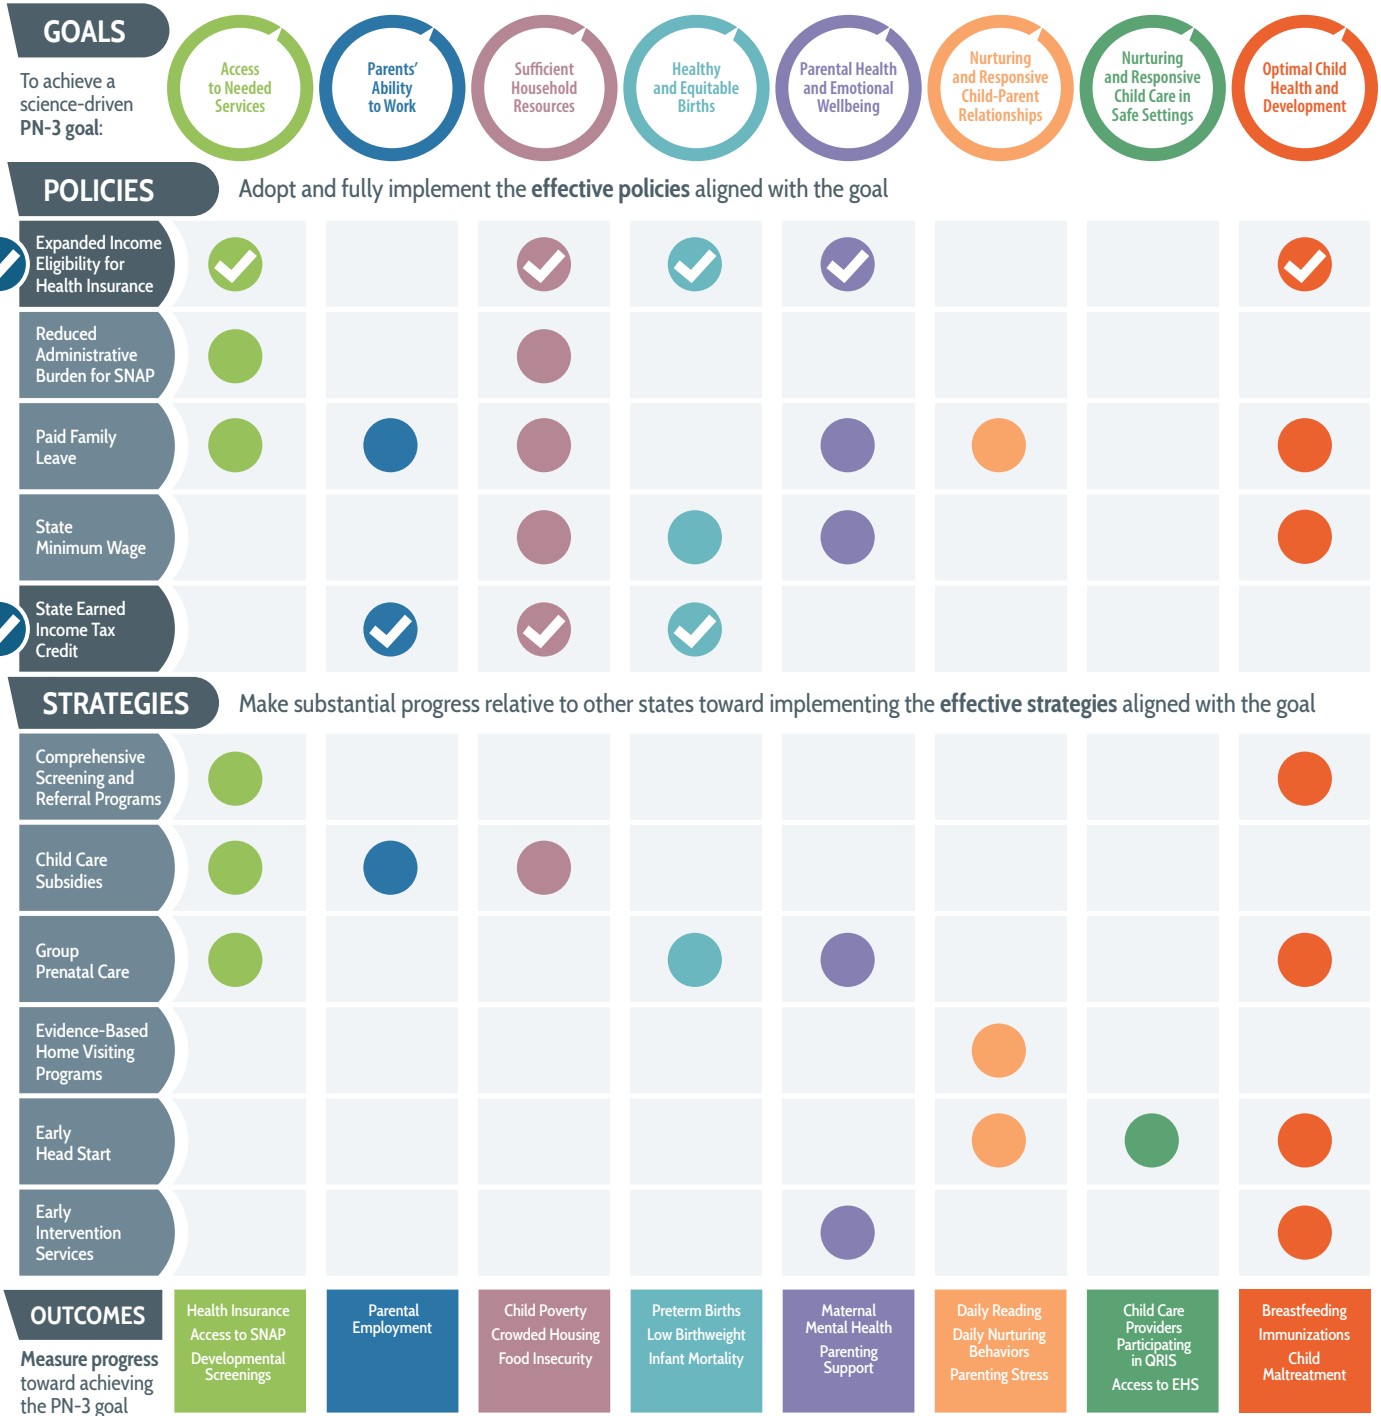 GOALS
To achieve a
science-driven
PN-3 goal:
Access
to Needed
Services
Parents'
Ability
to Work
Sufficient
Household
Resources
Healthy
and Equitable
Births
Parental Health
and Emotional
Wellbeing
Nurturing
and Responsive
Child-Parent
Relationships
Nurturing
and Responsive
Child Care in
Safe Settings
Optimal Child
Health and
Development
POLICIES
Adopt and fully implement the effective policies aligned with the goal
Expanded Income
Eligibility for
Health Insurance
Reduced
Administrative
Burden for SNAP
Paid Family
Leave
State
Minimum Wage
State Earned
Income Tax
Credit
STRATEGIES
Make substantial progress relative to other states toward implementing the effective strategies aligned with the goal
Comprehensive
Screening and
Referral Programs
Child Care
Subsidies
Group
Prenatal Care
Evidence-Based
Home Visiting
Programs
Early
Head Start
Early
Intervention
Services
OUTCOMES
Measure progress
toward achieving
the PN-3 goal
Health Insurance
Access to SNAP
Developmental
Screenings
Parental
Employment
Child Poverty
Crowded Housing
Food Insecurity
Preterm Births
Low Birthweight
Infant Mortality
Maternal
Mental Health
Parenting
Support
Daily Reading
Daily Nurturing
Behaviors
Parenting Stress
Child Care
Providers
Participating
in QRIS
Access to EHS
Breastfeeding
Immunizations
Child
Maltreatment